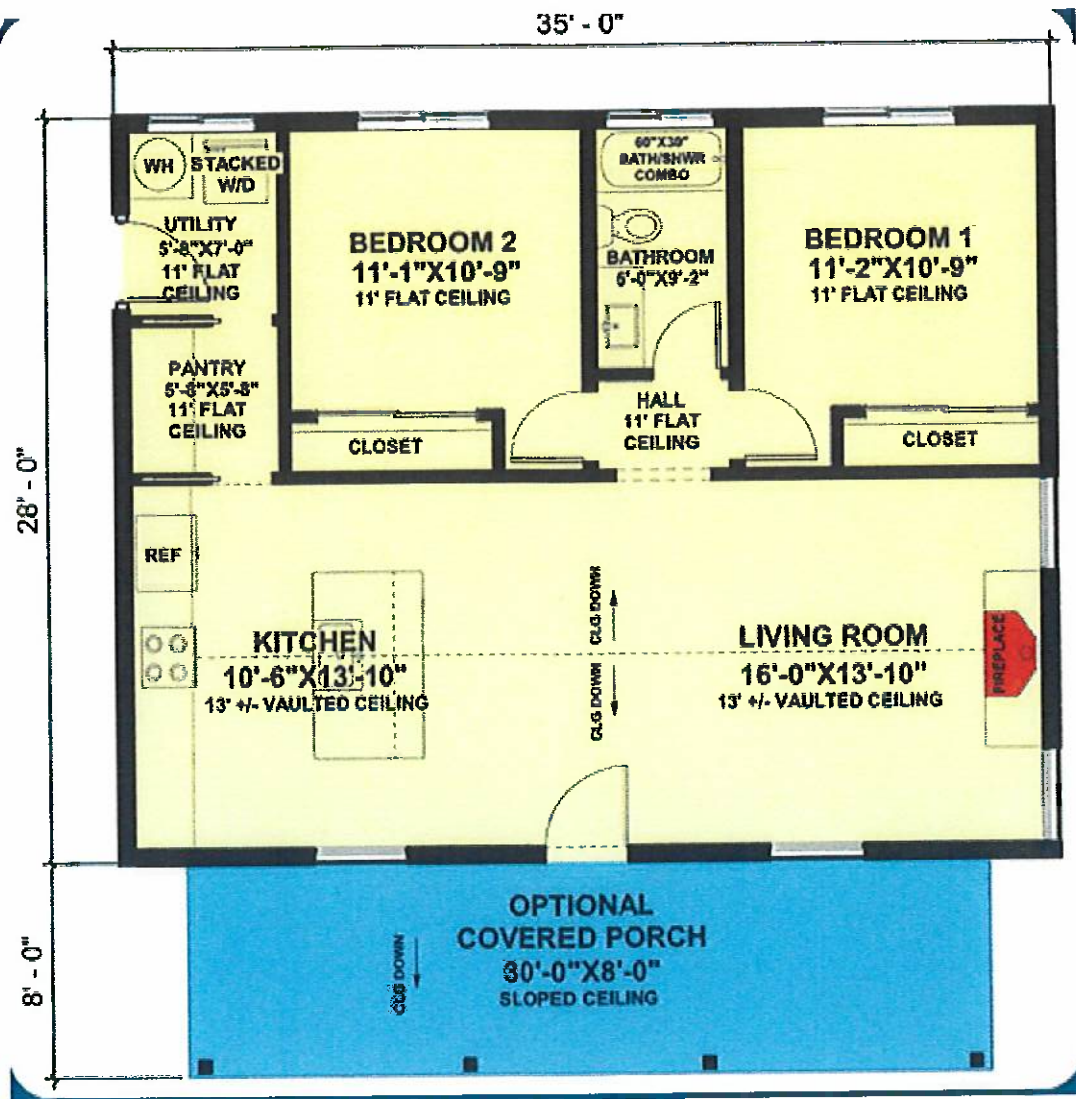 35' - 0"
WH
STACKED
W/D
UTILITY
5'-8"X7'-0"
11' FLAT
CEILING
BEDROOM 2
11'-1"X10'-9"
11' FLAT CEILING
60"X30"
BATH/SHWR
COMBO
BATHROOM
5'-0"X9'-2"
BEDROOM 1
11'-2"X10'-9"
11' FLAT CEILING
PANTRY
5'-8"X5'-8"
11' FLAT
CEILING
CLOSET
HALL
11' FLAT
CEILING
CLOSET
28' - 0"
REF
KITCHEN
10'-6"X13'-10"
13' +/- VAULTED CEILING
CLG DOWN
CLG DOWN
LIVING ROOM
16'-0"X13'-10"
13' +/- VAULTED CEILING
FIREPLACE
8' - 0"
OPTIONAL
COVERED PORCH
30'-0"X8'-0"
SLOPED CEILING
CLG DOWN